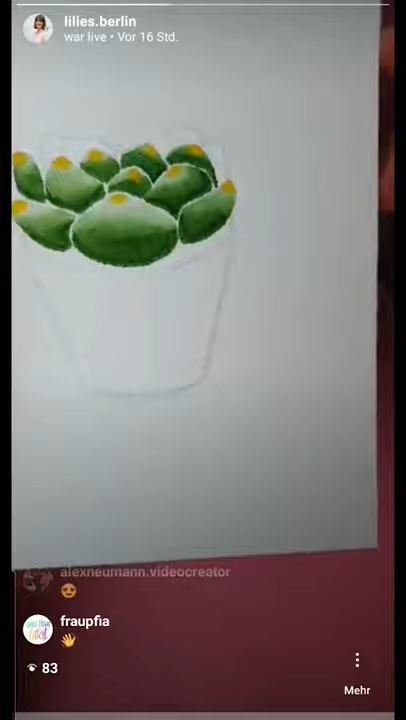 lilies.berlin
war live • Vor 16 Std.
alexneumann.videocreator
😍
fraupfia
👋
83
Mehr